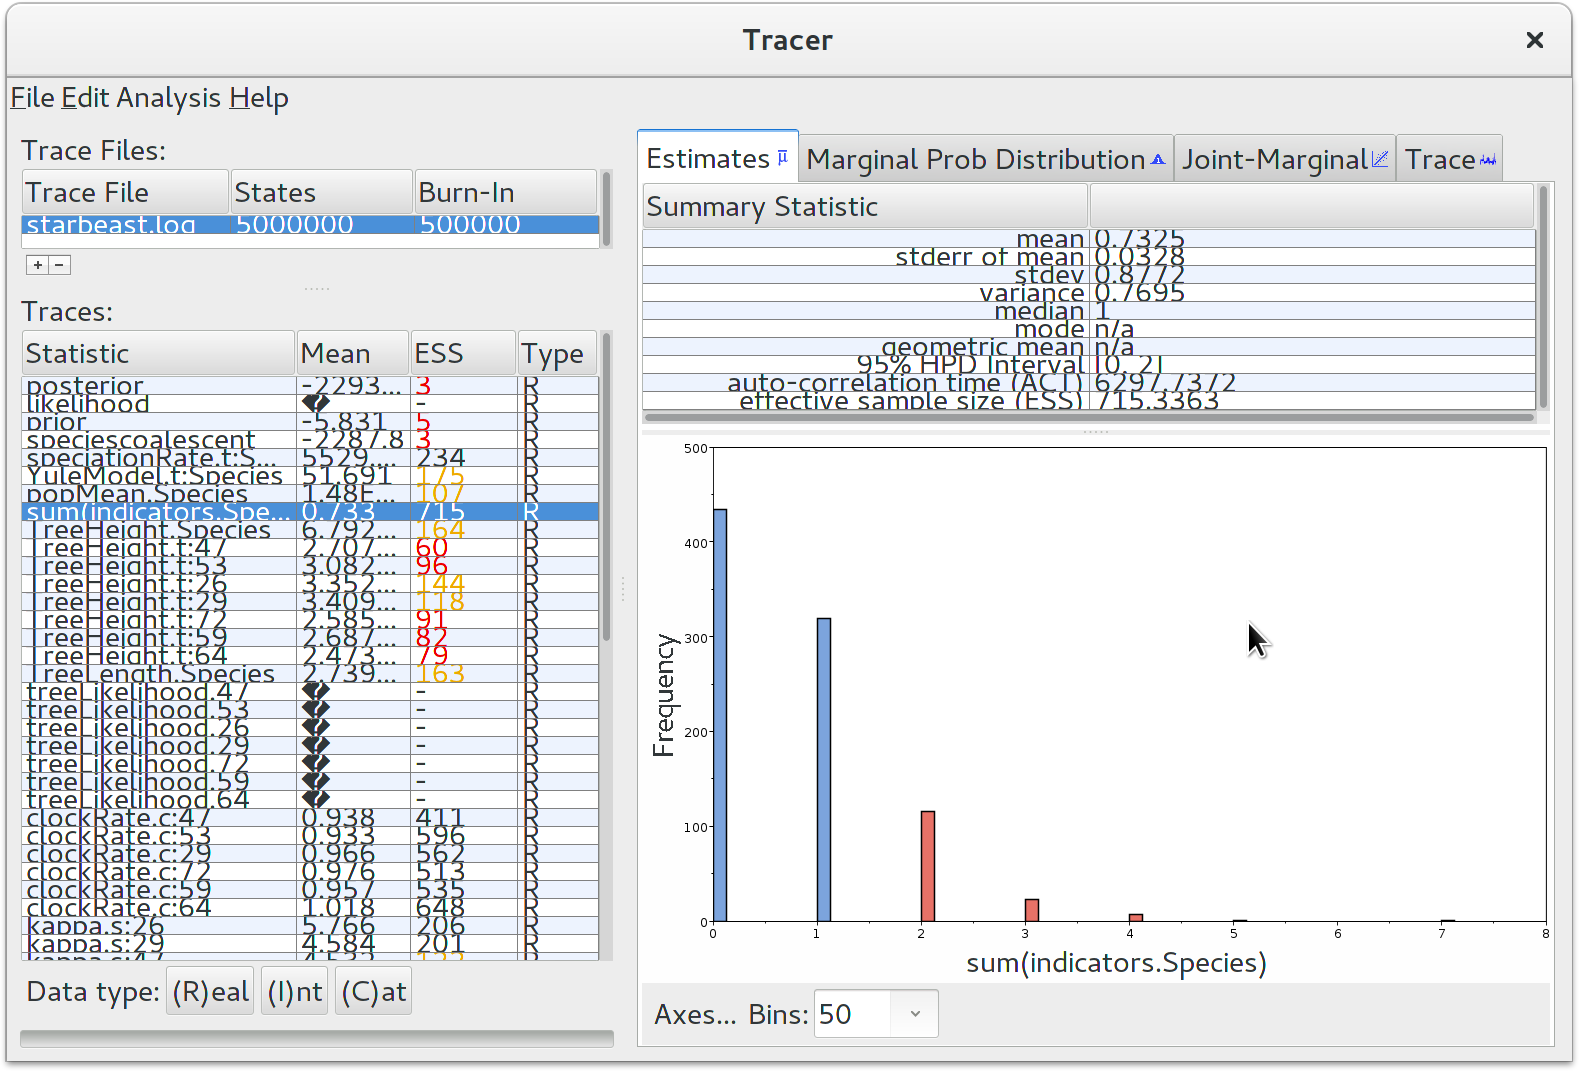 Tracer
File Edit Analysis Help
Trace Files:
Trace File States Burn-In
starbeast.log 5000000 500000
+ −
Traces:
Statistic Mean ESS Type
posterior -2293... 3 R
likelihood - R
prior -5.831 5 R
speciescoalescent -2287.8 3 R
speciationRate.t:S... 5529.... 234 R
YuleModel.t:Species 51.691 175 R
popMean.Species 1.48E... 107 R
sum(indicators.Spe... 0.733 715 R
TreeHeight.Species 6.792... 164 R
TreeHeight.t:47 2.707... 60 R
TreeHeight.t:53 3.082... 96 R
TreeHeight.t:26 3.352... 144 R
TreeHeight.t:29 3.409... 118 R
TreeHeight.t:72 2.585... 91 R
TreeHeight.t:59 2.687... 82 R
TreeHeight.t:64 2.473... 79 R
TreeLength.Species 2.739... 163 R
treeLikelihood.47 - R
treeLikelihood.53 - R
treeLikelihood.26 - R
treeLikelihood.29 - R
treeLikelihood.72 - R
treeLikelihood.59 - R
treeLikelihood.64 - R
clockRate.c:47 0.938 411 R
clockRate.c:53 0.933 596 R
clockRate.c:29 0.966 562 R
clockRate.c:72 0.976 513 R
clockRate.c:59 0.957 535 R
clockRate.c:64 1.018 648 R
kappa.s:26 5.766 206 R
kappa.s:29 4.584 201 R
Data type: (R)eal (I)nt (C)at
Estimates Marginal Prob Distribution Joint-Marginal Trace
Summary Statistic
mean 0.7325
stderr of mean 0.0328
stdev 0.8772
variance 0.7695
median 1
mode n/a
geometric mean n/a
95% HPD Interval [0, 2]
auto-correlation time (ACT) 6297.7372
effective sample size (ESS) 715.3363
500
400
300
200
100
0
Frequency
0 1 2 3 4 5 6 7 8
sum(indicators.Species)
Axes... Bins: 50